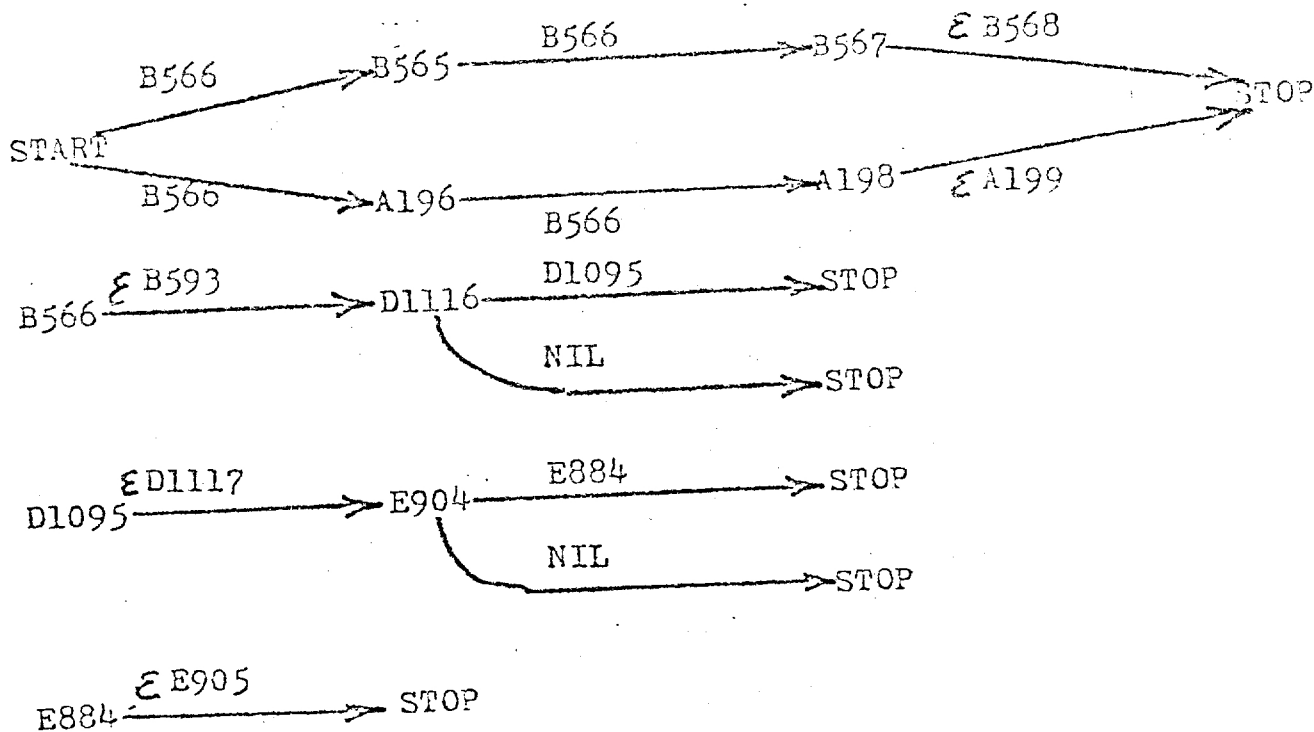 B566 ε B568
B566 B565 B567
START STOP
B566 A196 A198 ε A199
B566
ε B593 D1095
B566 D1116 STOP
NIL
STOP
ε D1117 E884
D1095 E904 STOP
NIL
STOP
ε E905
E884 STOP